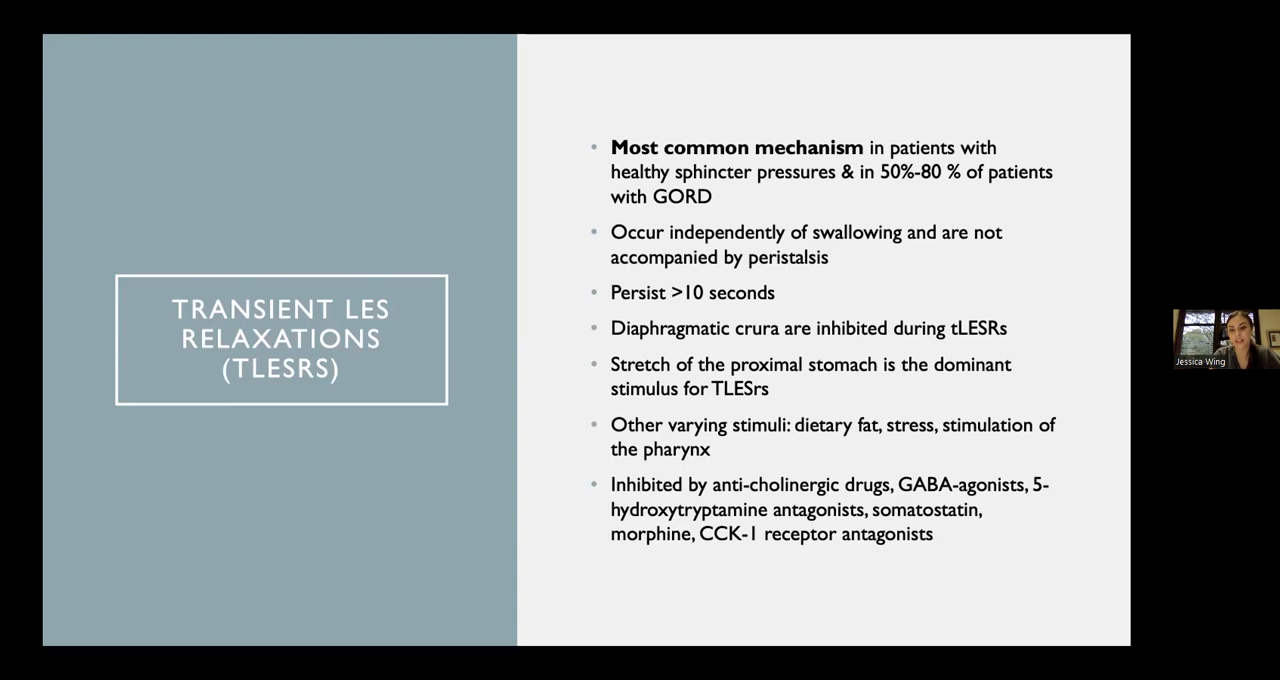 TRANSIENT LES
RELAXATIONS
(TLESRS)
• Most common mechanism in patients with
healthy sphincter pressures & in 50%-80 % of patients
with GORD
• Occur independently of swallowing and are not
accompanied by peristalsis
• Persist >10 seconds
• Diaphragmatic crura are inhibited during tLESRs
• Stretch of the proximal stomach is the dominant
stimulus for TLESrs
• Other varying stimuli: dietary fat, stress, stimulation of
the pharynx
• Inhibited by anti-cholinergic drugs, GABA-agonists, 5-
hydroxytryptamine antagonists, somatostatin,
morphine, CCK-1 receptor antagonists
Jessica Wing